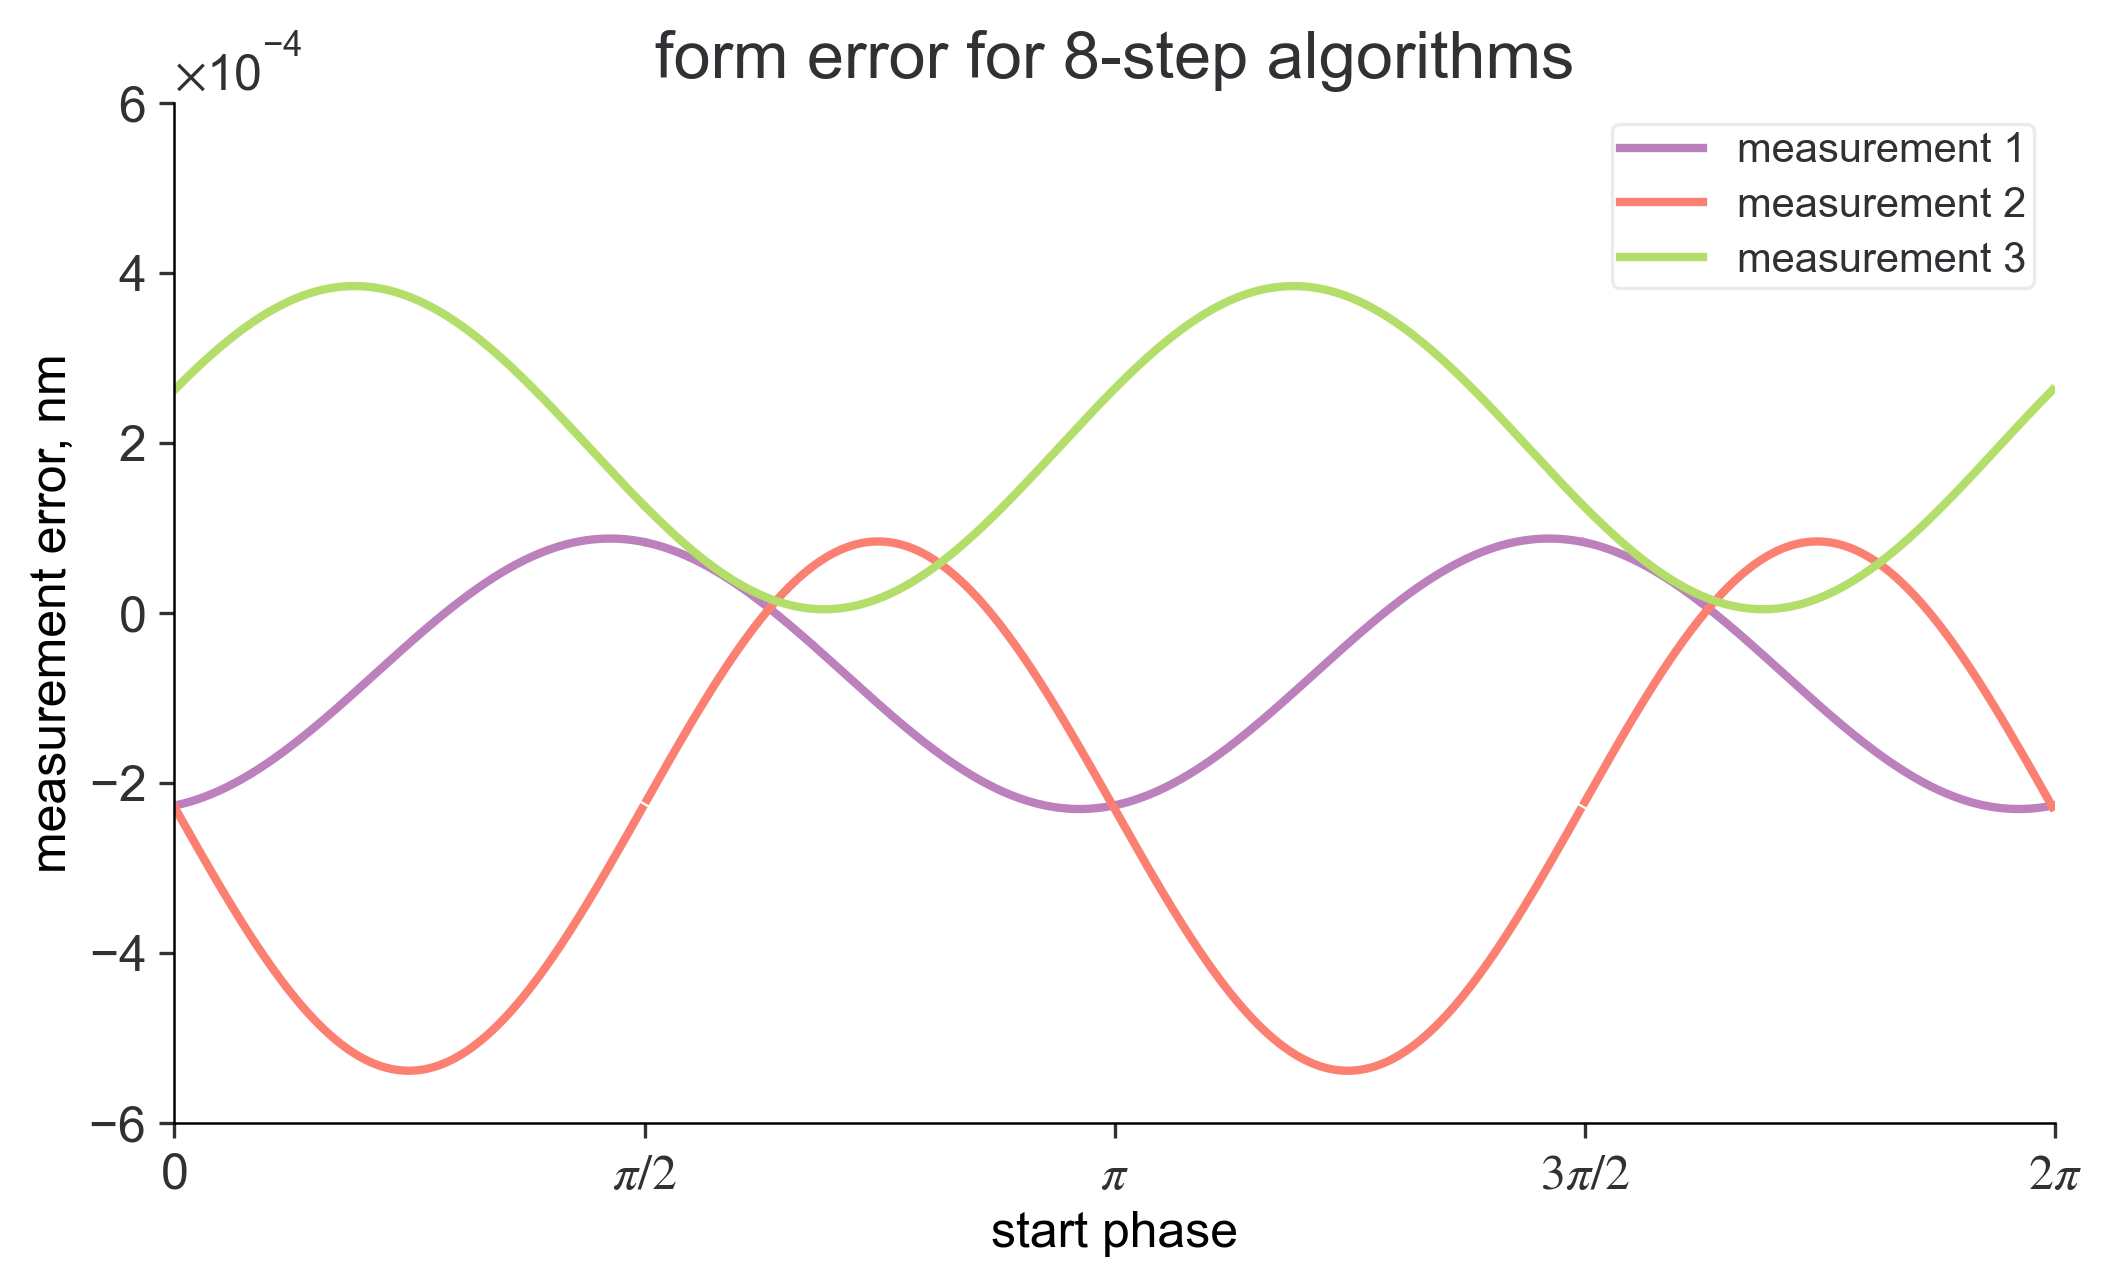 form error for 8-step algorithms
×10⁻⁴
6
4
2
0
−2
−4
−6
measurement error, nm
measurement 1
measurement 2
measurement 3
0 π/2 π 3π/2 2π
start phase